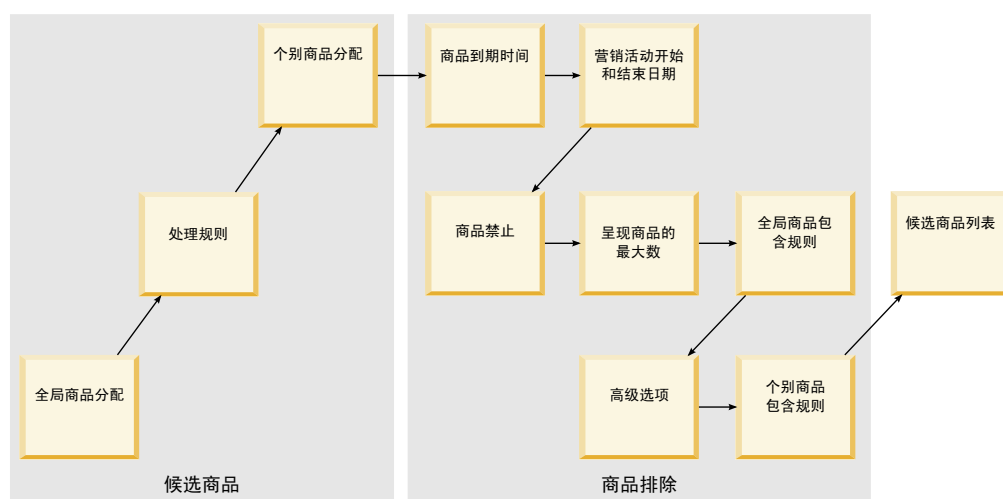 个别商品分配
商品到期时间
营销活动开始
和结束日期
处理规则
商品禁止
呈现商品的
最大数
全局商品包
含规则
候选商品列表
全局商品分配
高级选项
个别商品
包含规则
候选商品
商品排除